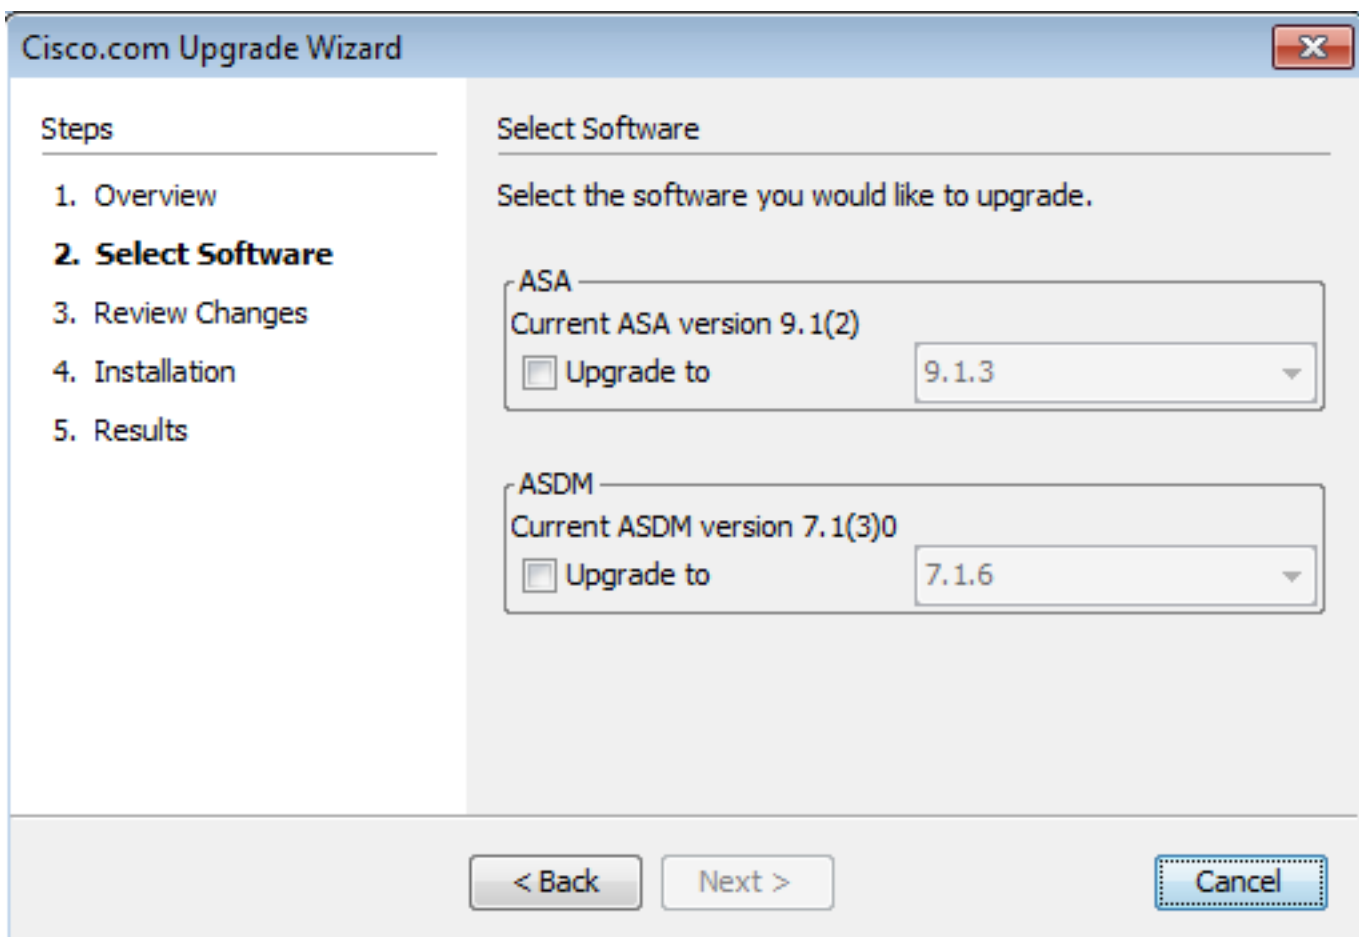 Cisco.com Upgrade Wizard
Steps
1. Overview
2. Select Software
3. Review Changes
4. Installation
5. Results
Select Software
Select the software you would like to upgrade.
ASA
Current ASA version 9.1(2)
Upgrade to 9.1.3
ASDM
Current ASDM version 7.1(3)0
Upgrade to 7.1.6
< Back Next > Cancel